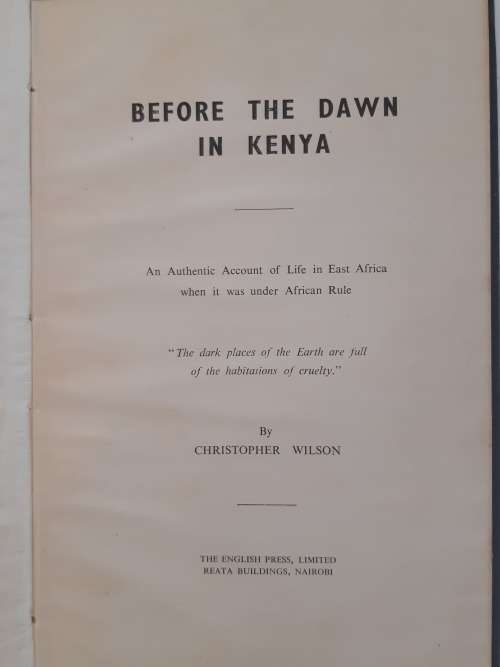 BEFORE THE DAWN
IN KENYA
An Authentic Account of Life in East Africa
when it was under African Rule
“The dark places of the Earth are full
of the habitations of cruelty.”
By
CHRISTOPHER WILSON
THE ENGLISH PRESS, LIMITED
REATA BUILDINGS, NAIROBI